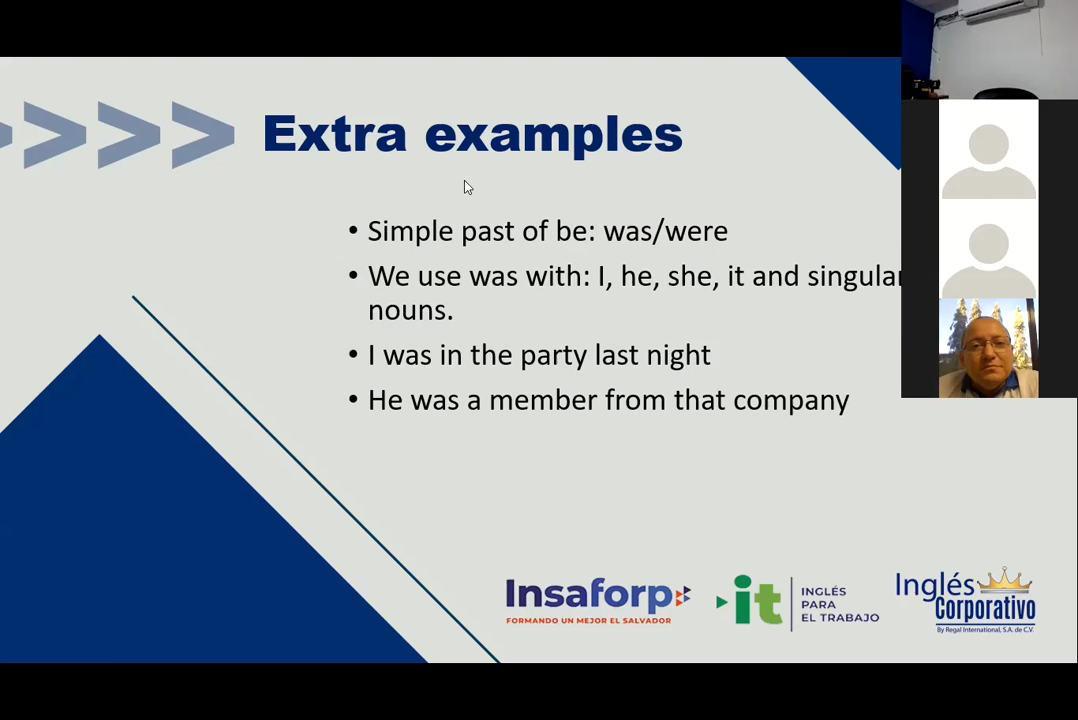 Extra examples
• Simple past of be: was/were
• We use was with: I, he, she, it and singular
nouns.
• I was in the party last night
• He was a member from that company
Insaforp
FORMANDO UN MEJOR EL SALVADOR
it
INGLÉS
PARA
EL TRABAJO
Inglés
Corporativo
By Regal International, S.A. de C.V.